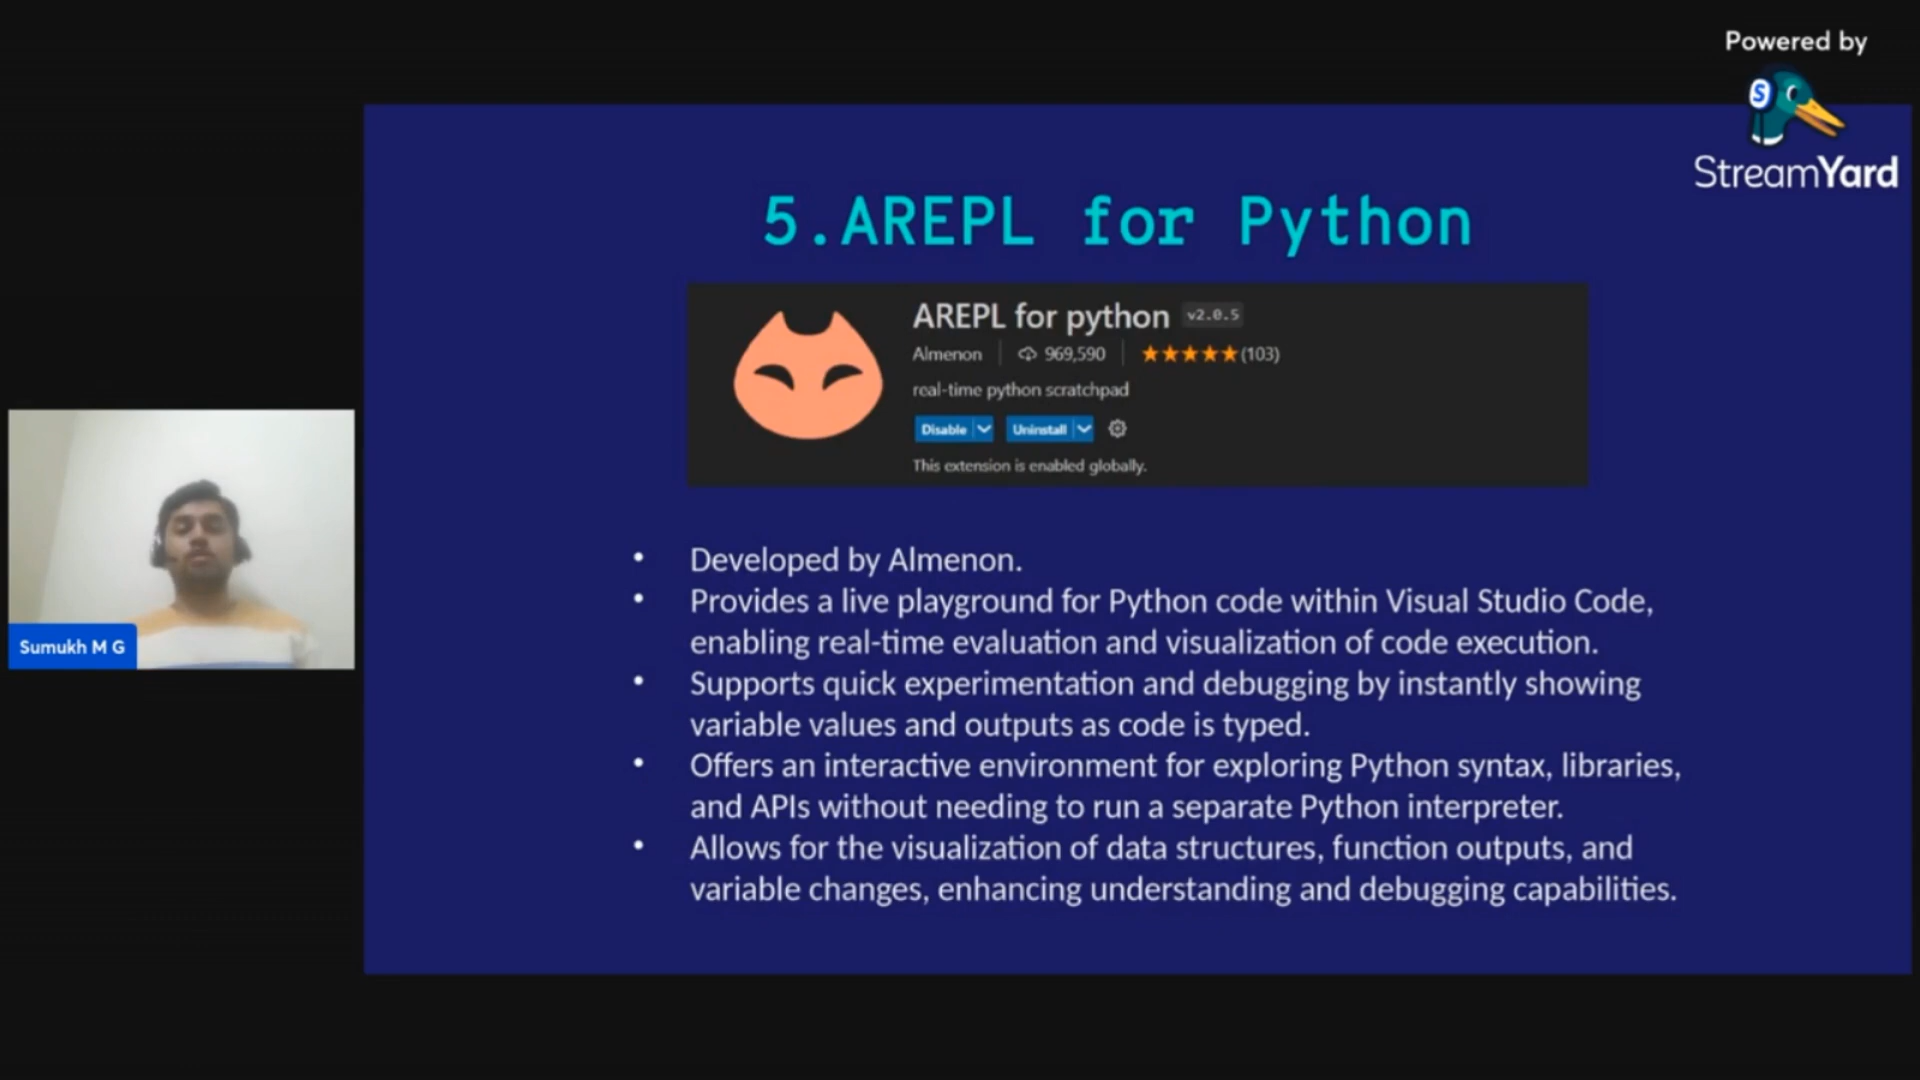 Powered by
StreamYard
5.AREPL for Python
AREPL for python v2.0.5
Almenon 969,590 (103)
real-time python scratchpad
Disable Uninstall
This extension is enabled globally.
• Developed by Almenon.
• Provides a live playground for Python code within Visual Studio Code,
enabling real-time evaluation and visualization of code execution.
• Supports quick experimentation and debugging by instantly showing
variable values and outputs as code is typed.
• Offers an interactive environment for exploring Python syntax, libraries,
and APIs without needing to run a separate Python interpreter.
• Allows for the visualization of data structures, function outputs, and
variable changes, enhancing understanding and debugging capabilities.
Sumukh M G